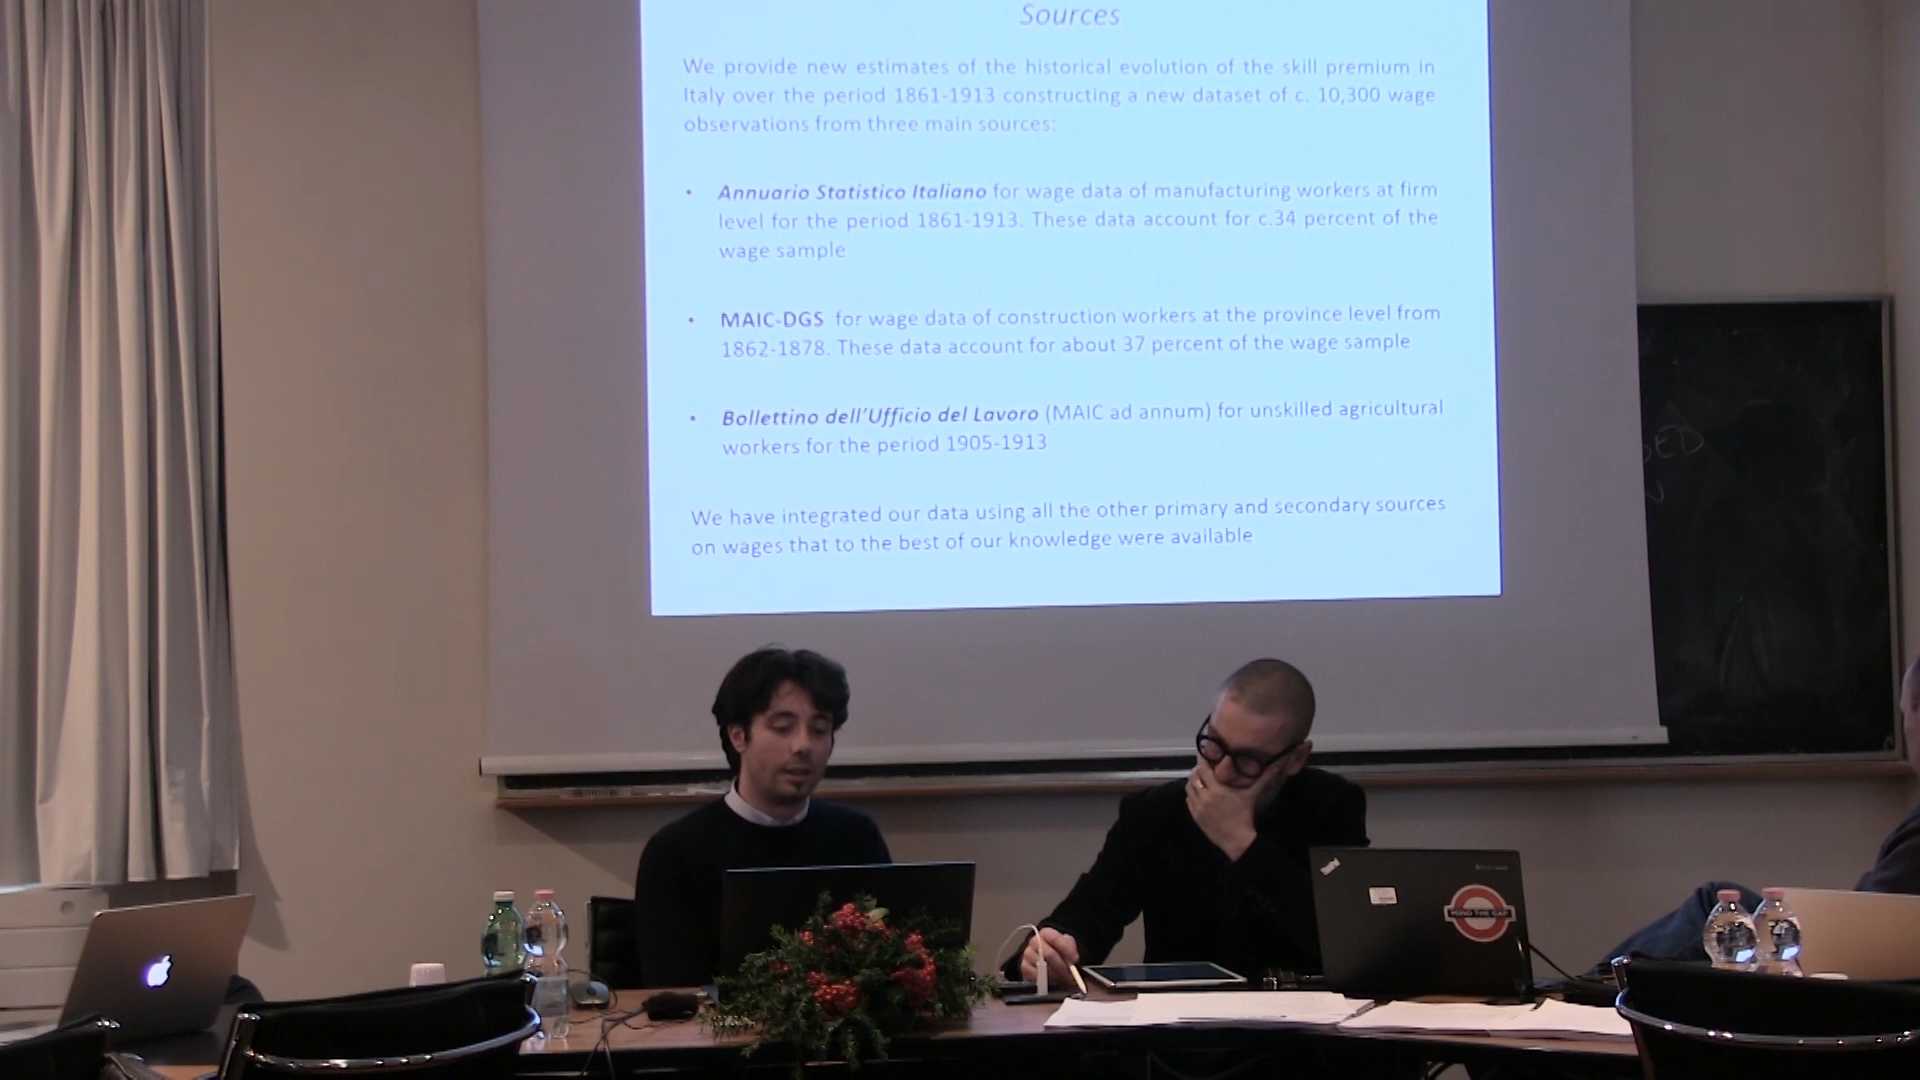 Sources
We provide new estimates of the historical evolution of the skill premium in
Italy over the period 1861-1913 constructing a new dataset of c. 10,300 wage
observations from three main sources:
• Annuario Statistico Italiano for wage data of manufacturing workers at firm
level for the period 1861-1913. These data account for c.34 percent of the
wage sample
• MAIC-DGS for wage data of construction workers at the province level from
1862-1878. These data account for about 37 percent of the wage sample
• Bollettino dell'Ufficio del Lavoro (MAIC ad annum) for unskilled agricultural
workers for the period 1905-1913
We have integrated our data using all the other primary and secondary sources
on wages that to the best of our knowledge were available
MIND THE GAP